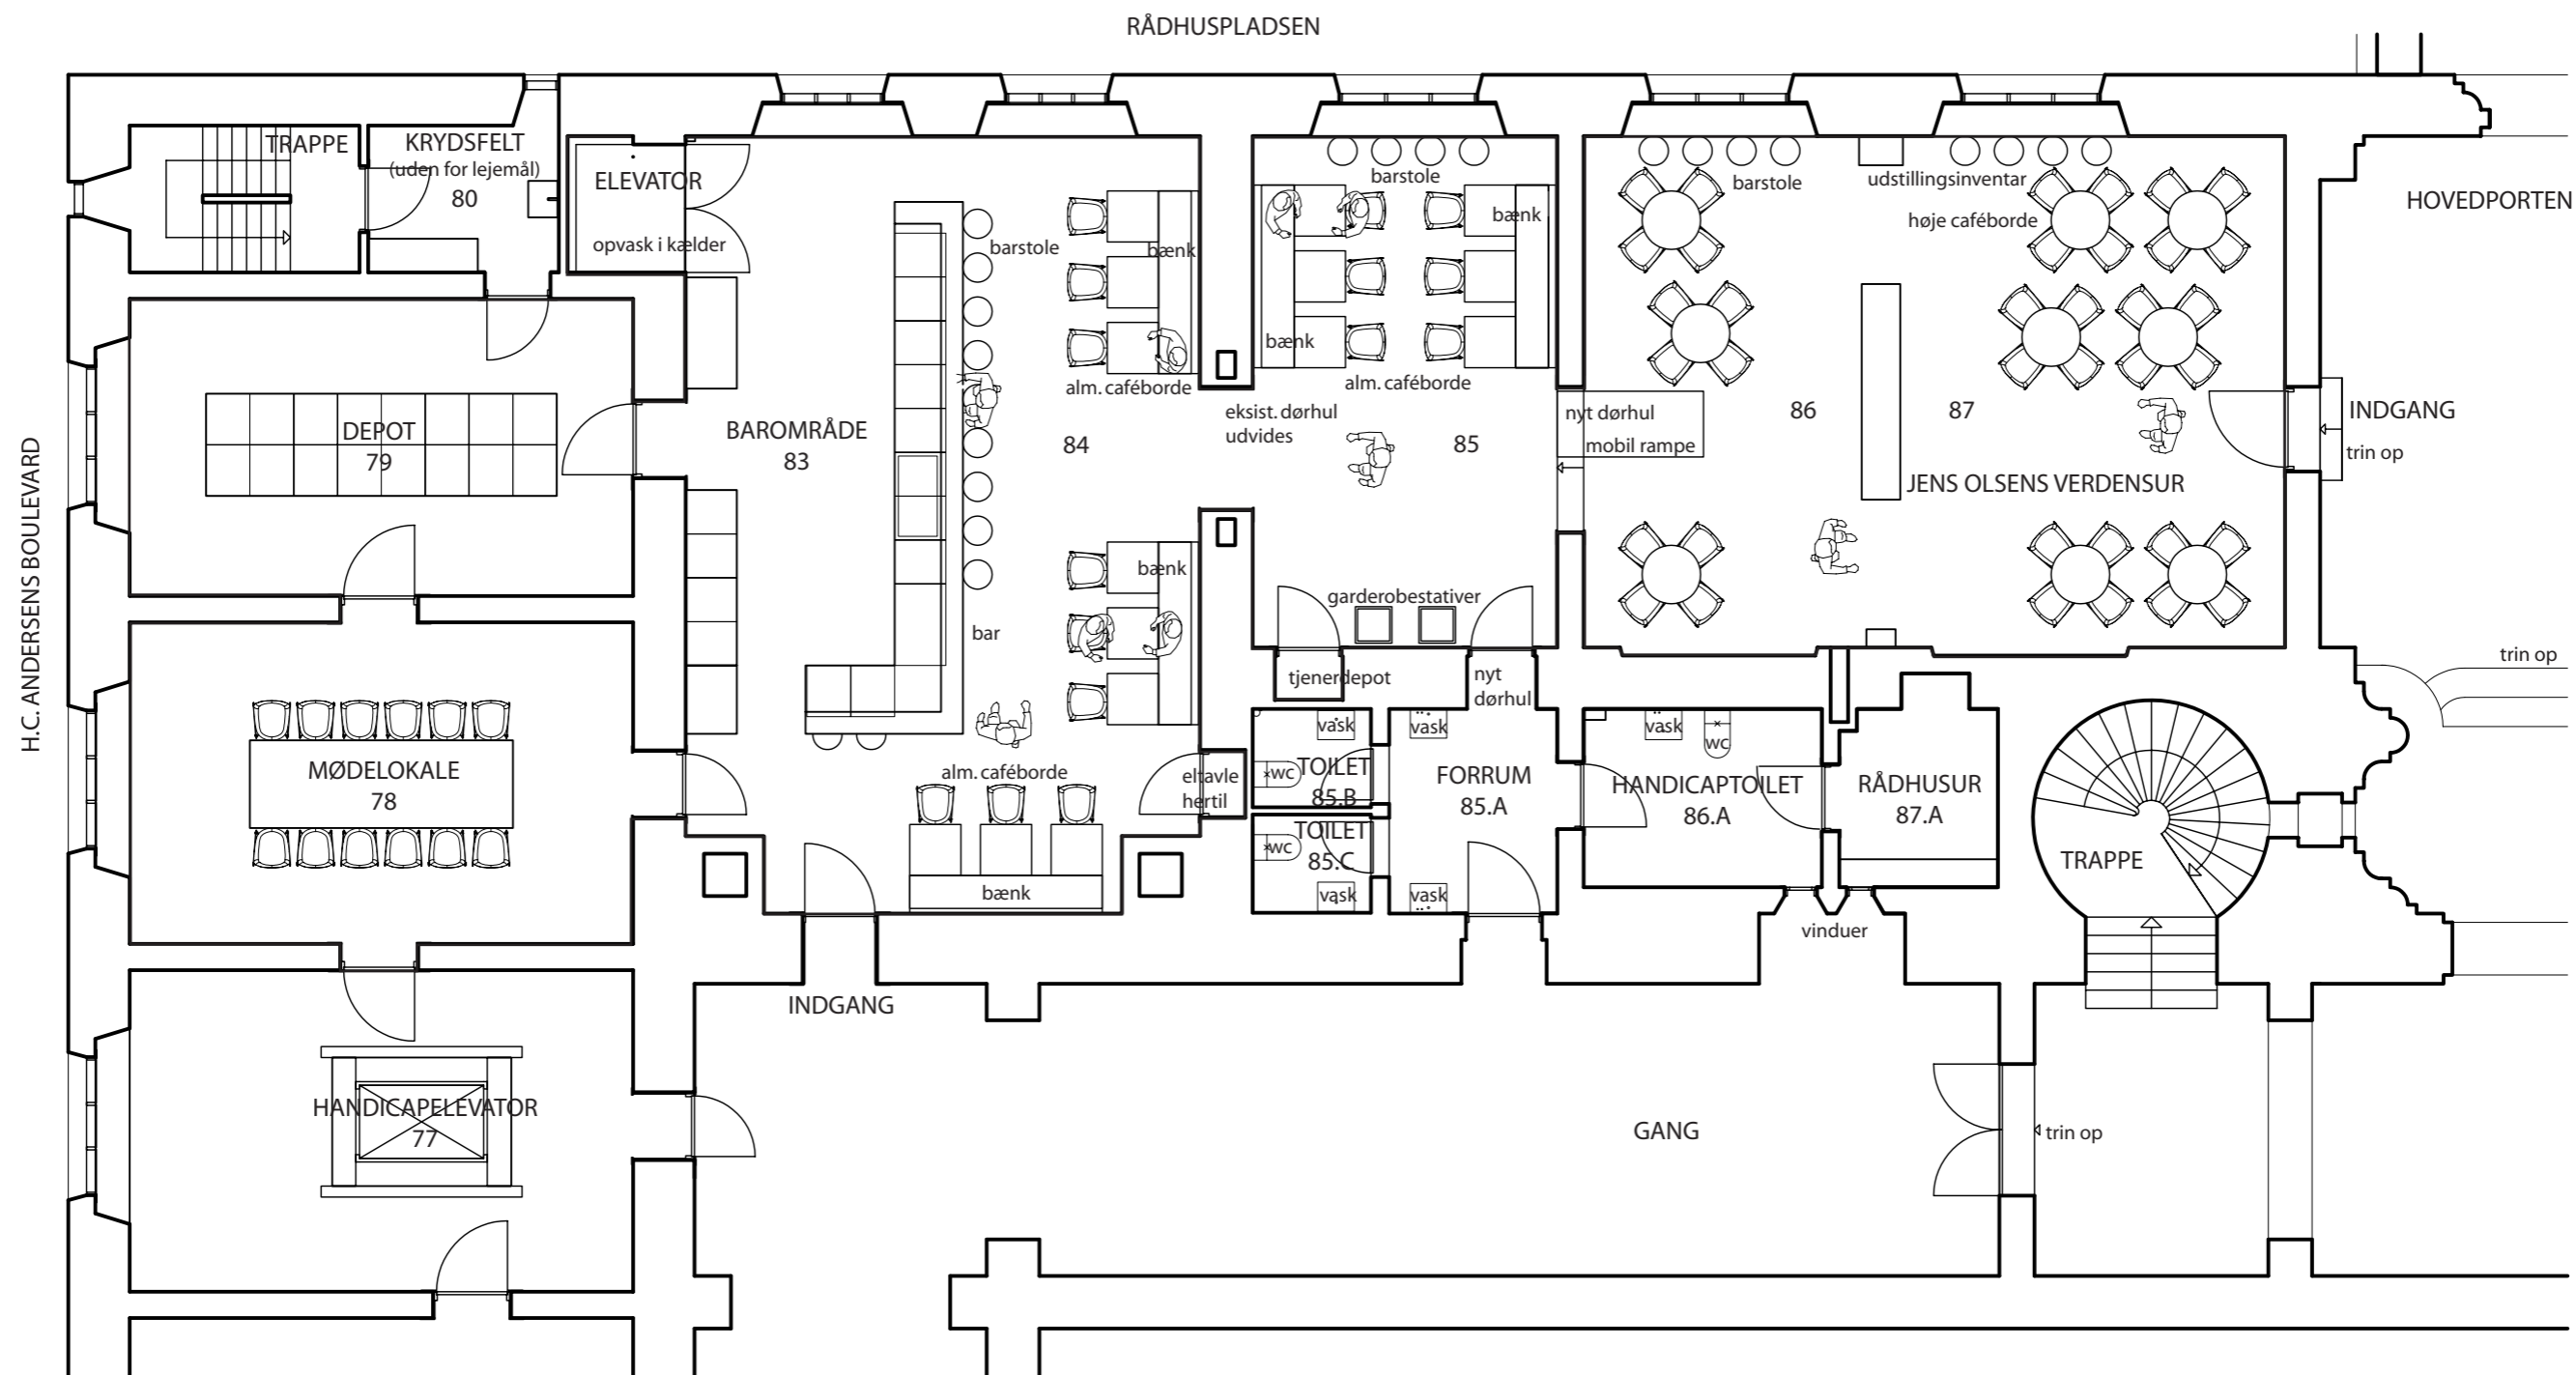 RÅDHUSPLADSEN
H.C. ANDERSENS BOULEVARD
TRAPPE
KRYDSFELT
(uden for lejemål)
80
ELEVATOR
opvask i kælder
barstole
bænk
alm. caféborde
BAROMRÅDE
83
84
DEPOT
79
bar
bænk
MØDELOKALE
78
alm. caféborde
bænk
eltavle
hertil
INDGANG
HANDICAPELEVATOR
77
barstole
bænk
bænk
alm. caféborde
eksist. dørhul
udvides
85
garderobestativer
tjenerdepot
nyt
dørhul
nyt dørhul
mobil rampe
vask
wc
TOILET
85.B
vask
TOILET
85.C
wc
vask
vask
FORRUM
85.A
barstole
udstillingsinventar
høje caféborde
86
87
JENS OLSENS VERDENSUR
HOVEDPORTEN
INDGANG
trin op
trin op
vask
wc
HANDICAPTOILET
86.A
RÅDHUSUR
87.A
vinduer
TRAPPE
GANG
trin op